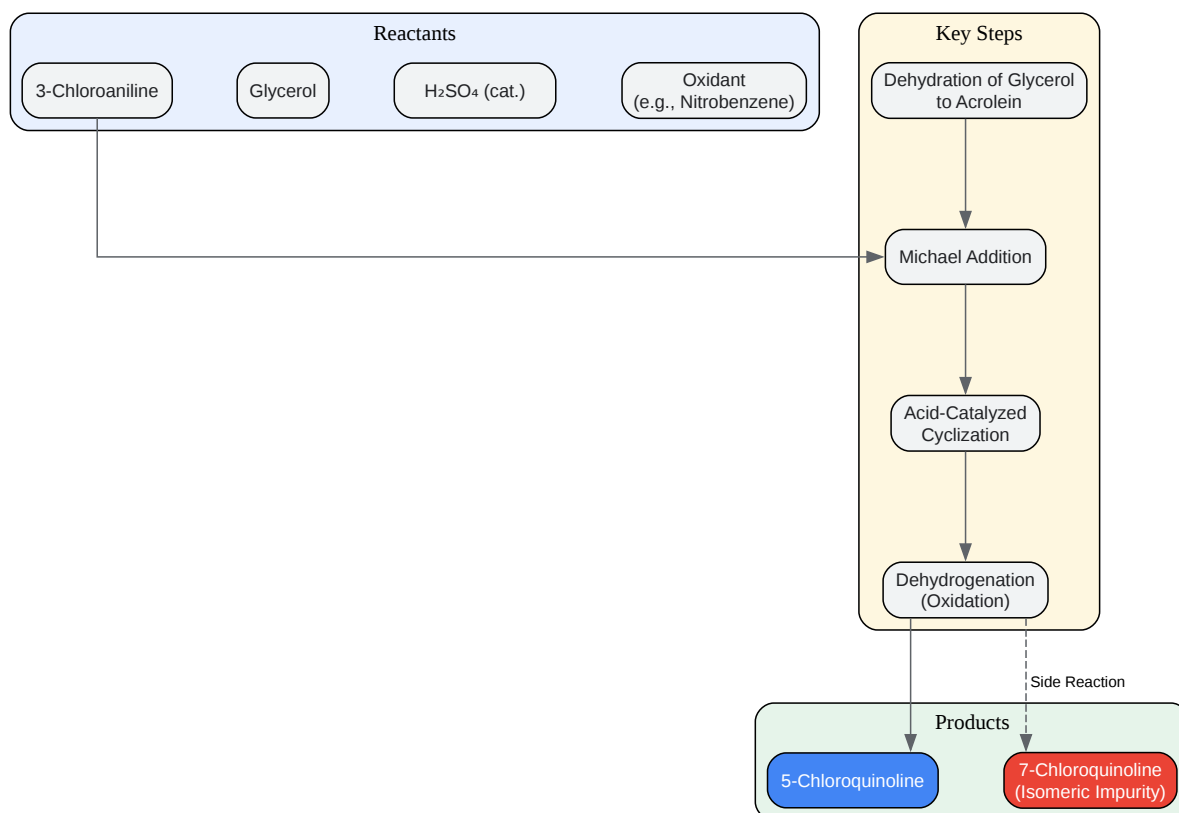 Reactants
3-Chloroaniline
Glycerol
H₂SO₄ (cat.)
Oxidant
(e.g., Nitrobenzene)
Key Steps
Dehydration of Glycerol
to Acrolein
Michael Addition
Acid-Catalyzed
Cyclization
Dehydrogenation
(Oxidation)
Side Reaction
Products
5-Chloroquinoline
7-Chloroquinoline
(Isomeric Impurity)